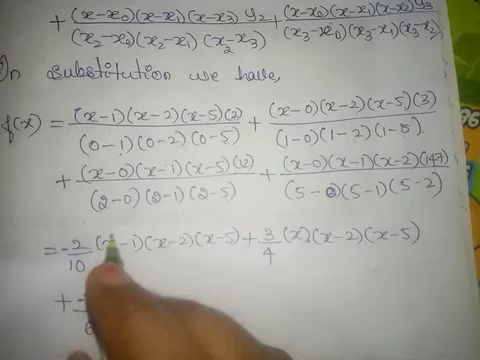 + (x-x0)(x-x1)(x-x3) y2 / (x2-x0)(x2-x1)(x2-x3) + (x-x0)(x-x1)(x-x2) y3 / (x3-x0)(x3-x1)(x3-x2)
On substitution we have,
f(x) = (x-1)(x-2)(x-5)(2) / (0-1)(0-2)(0-5) + (x-0)(x-2)(x-5)(3) / (1-0)(1-2)(1-5).
+ (x-0)(x-1)(x-5)(12) / (2-0)(2-1)(2-5) + (x-0)(x-1)(x-2)(147) / (5-0)(5-1)(5-2)
= -2/10 (x-1)(x-2)(x-5) + 3/4 (x)(x-2)(x-5)
+